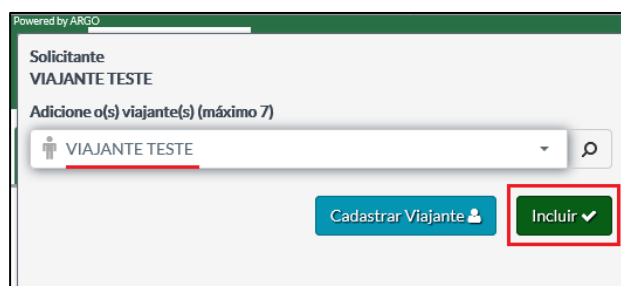 Powered by ARGO
Solicitante
VIAJANTE TESTE
Adicione o(s) viajante(s) (máximo 7)
VIAJANTE TESTE
Cadastrar Viajante
Incluir